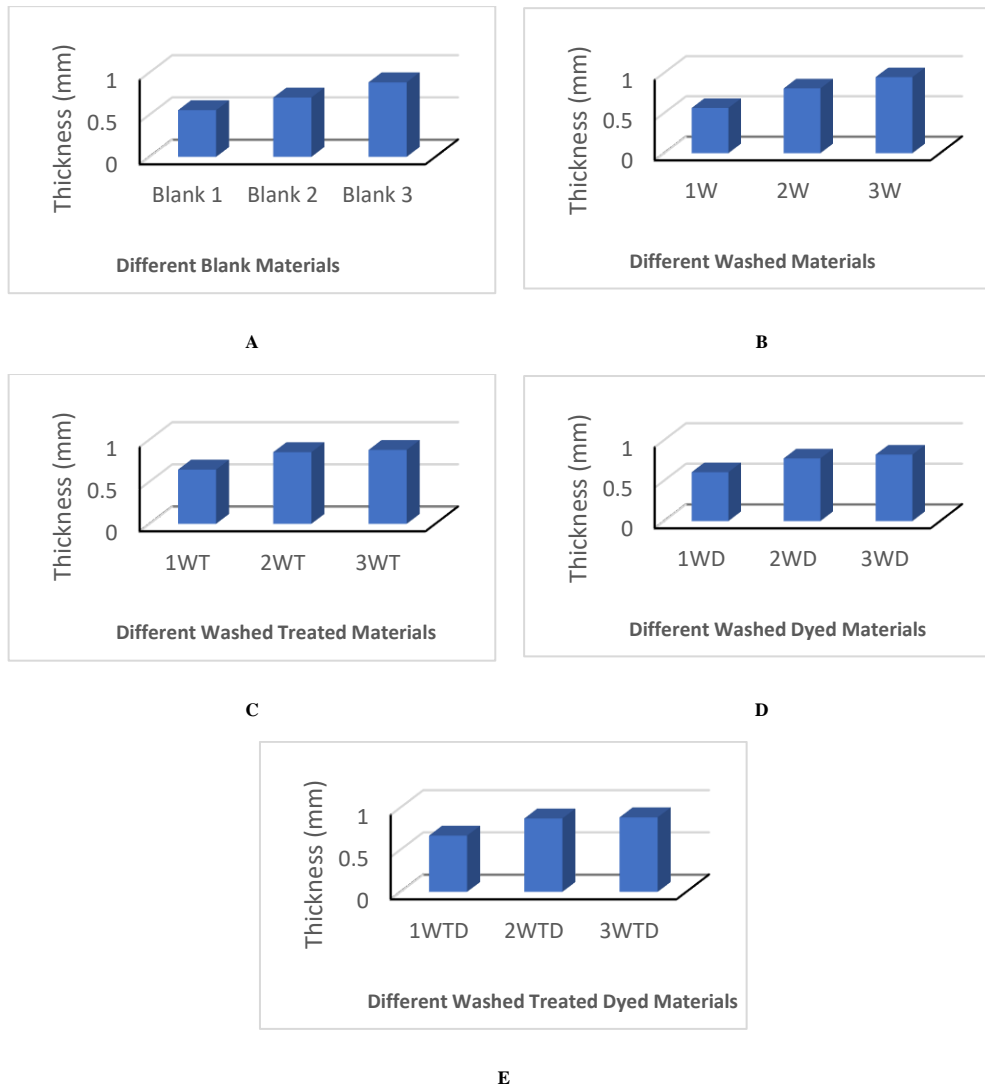 Thickness (mm)
1
0.5
0
Blank 1 Blank 2 Blank 3
Different Blank Materials
A
Thickness (mm)
1
0.5
0
1W 2W 3W
Different Washed Materials
B
Thickness (mm)
1
0.5
0
1WT 2WT 3WT
Different Washed Treated Materials
C
Thickness (mm)
1
0.5
0
1WD 2WD 3WD
Different Washed Dyed Materials
D
Thickness (mm)
1
0.5
0
1WTD 2WTD 3WTD
Different Washed Treated Dyed Materials
E